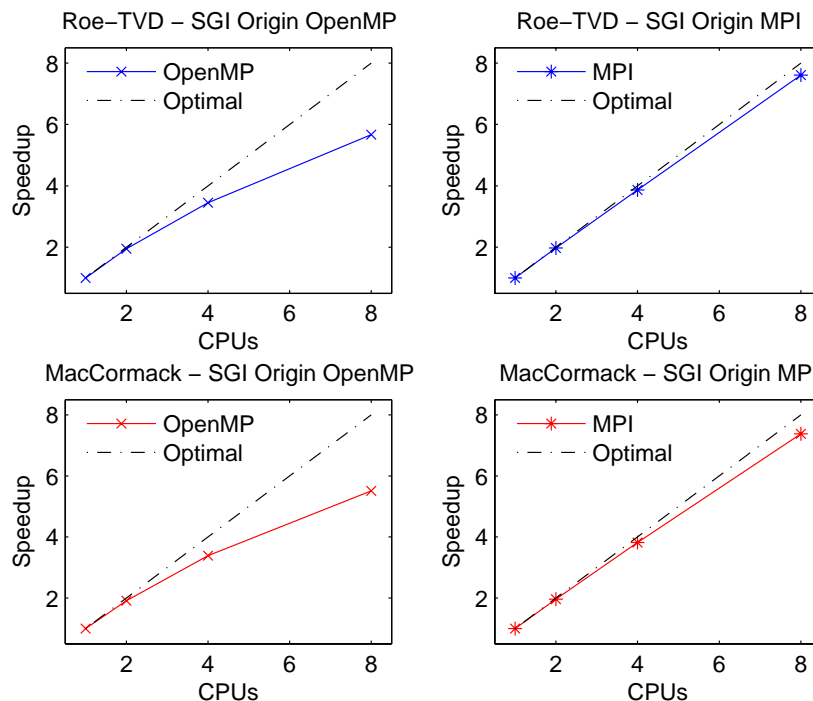 Roe−TVD − SGI Origin OpenMP
8
6
4
2
Speedup
OpenMP
Optimal
2 4 6 8
CPUs
Roe−TVD − SGI Origin MPI
8
6
4
2
Speedup
MPI
Optimal
2 4 6 8
CPUs
MacCormack − SGI Origin OpenMP
8
6
4
2
Speedup
OpenMP
Optimal
2 4 6 8
CPUs
MacCormack − SGI Origin MP
8
6
4
2
Speedup
MPI
Optimal
2 4 6 8
CPUs